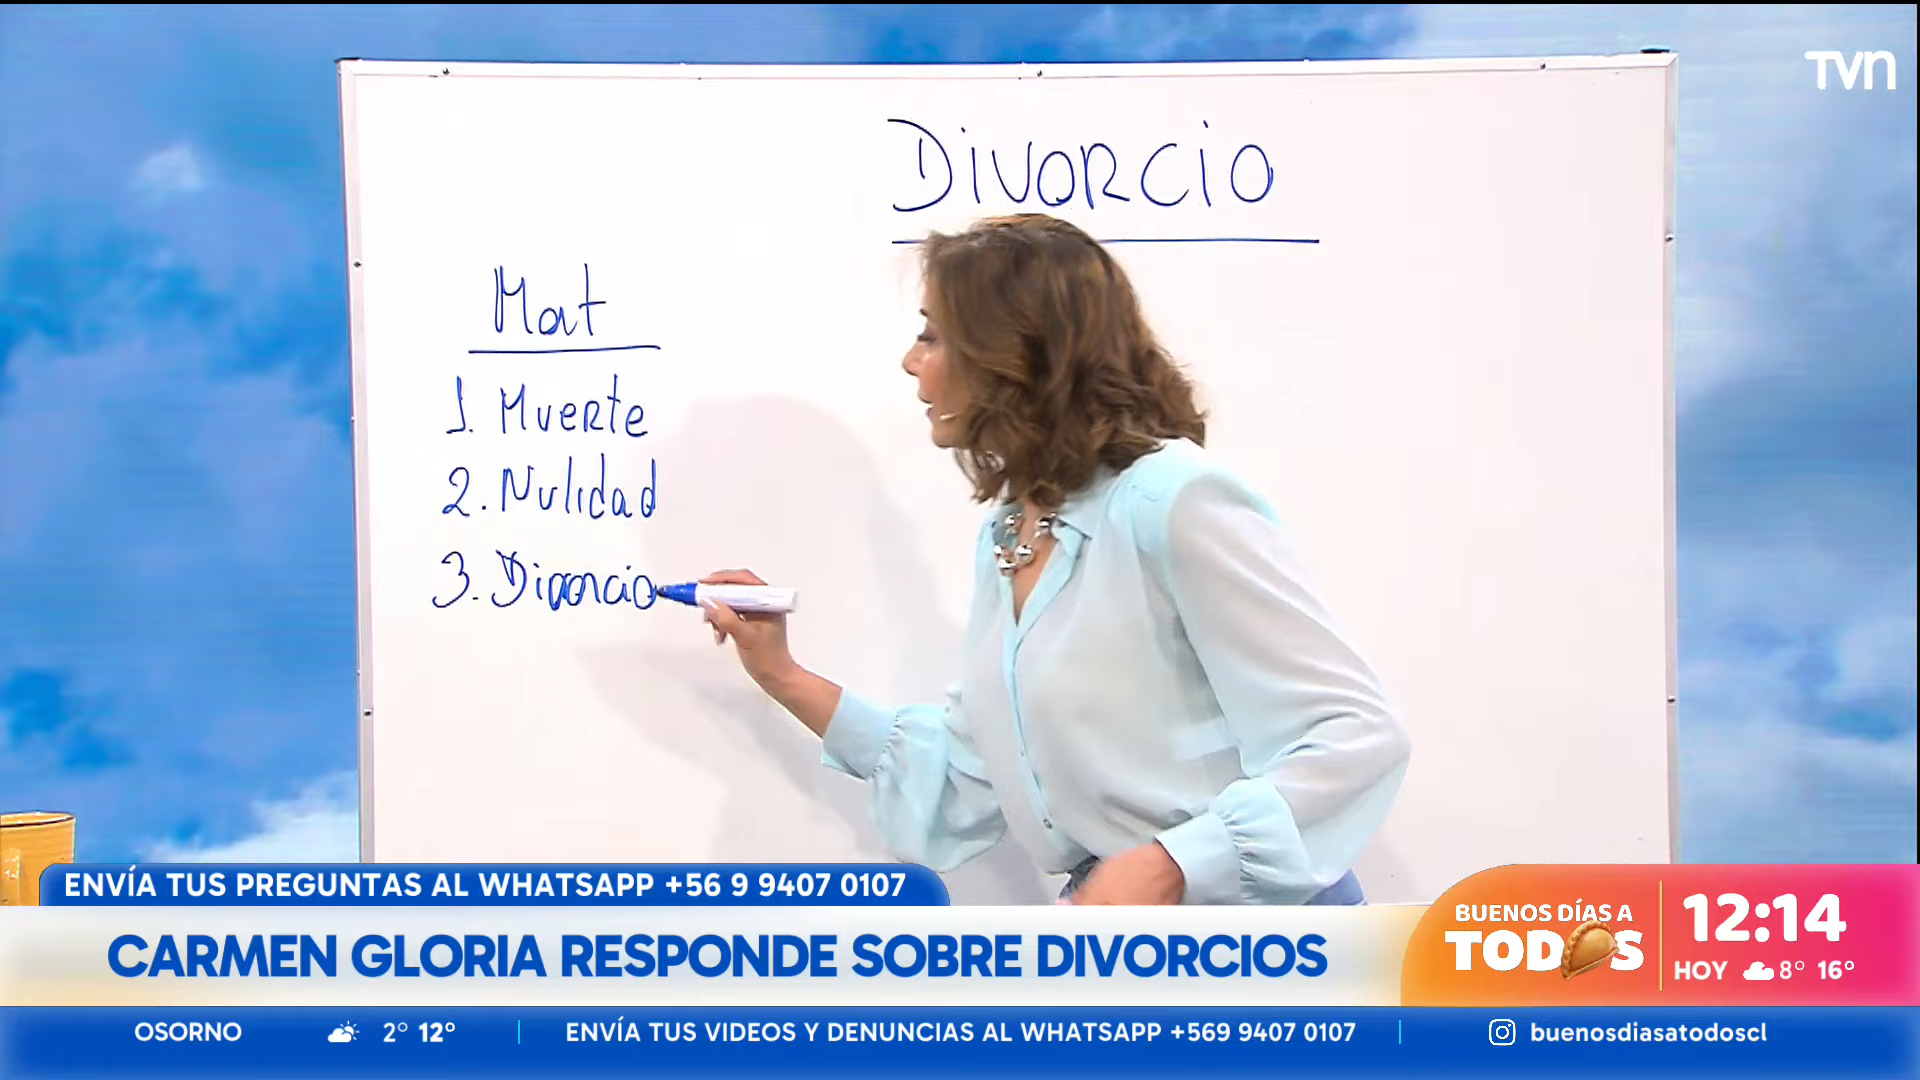 TVN
DIVORCIO
Mat
1. Muerte
2. Nulidad
3. Divorcio
ENVÍA TUS PREGUNTAS AL WHATSAPP +56 9 9407 0107
CARMEN GLORIA RESPONDE SOBRE DIVORCIOS
BUENOS DÍAS A
TODOS
12:14
HOY 8° 16°
OSORNO 2° 12° ENVÍA TUS VIDEOS Y DENUNCIAS AL WHATSAPP +569 9407 0107 buenosdiasatodoscl